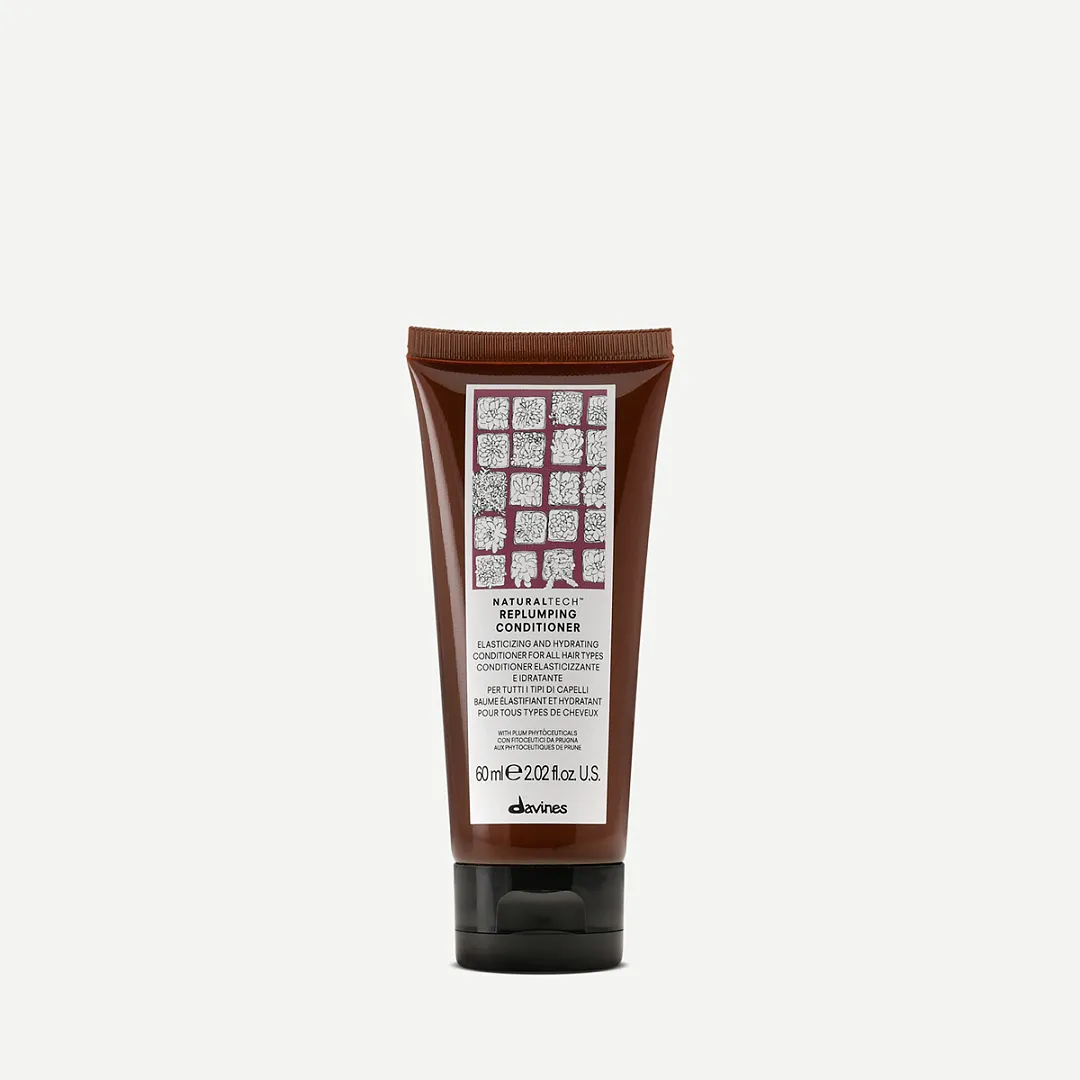 NATURALTECH™
REPLUMPING
CONDITIONER
ELASTICIZING AND HYDRATING
CONDITIONER FOR ALL HAIR TYPES
CONDITIONER ELASTICIZZANTE
E IDRATANTE
PER TUTTI I TIPI DI CAPELLI
BAUME ÉLASTIFIANT ET HYDRATANT
POUR TOUS TYPES DE CHEVEUX
WITH PLUM PHYTOCEUTICALS
CON FITOCEUTICI DA PRUGNA
AUX PHYTOCEUTIQUES DE PRUNE
60 ml ℮ 2.02 fl.oz. U.S.
davines